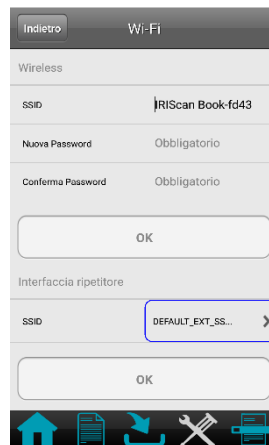 Indietro Wi-Fi
Wireless
SSID IRIScan Book-fd43
Nuova Password Obbligatorio
Conferma Password Obbligatorio
OK
Interfaccia ripetitore
SSID DEFAULT_EXT_SS...
OK